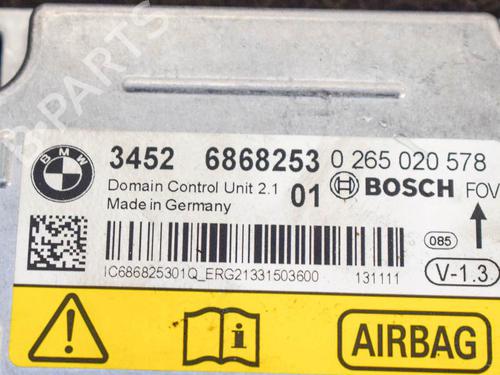 BMW
3452 6868253 0 265 020 578
Domain Control Unit 2.1 01 BOSCH FOV
Made in Germany
085
V-1.3
IC686825301Q_ERG21331503600 131111
i
AIRBAG
B-PARTS